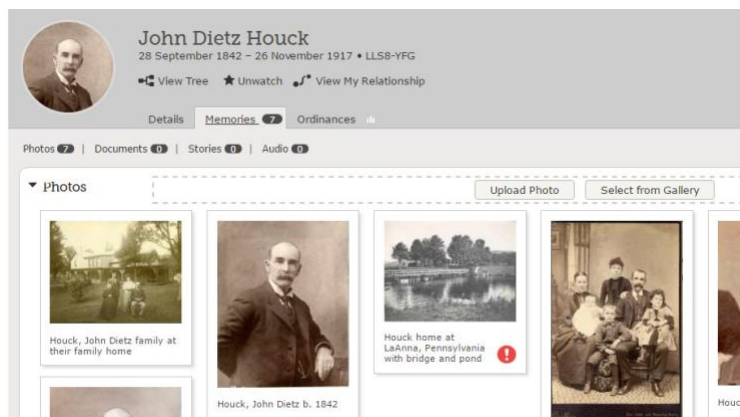 John Dietz Houck
28 September 1842 – 26 November 1917 • LLS8-YFG
View Tree Unwatch View My Relationship
Details Memories 7 Ordinances
Photos 7 | Documents 0 | Stories 0 | Audio 0
Photos Upload Photo Select from Gallery
Houck, John Dietz family at
their family home
Houck, John Dietz b. 1842
Houck home at
LaAnna, Pennsylvania
with bridge and pond
Houc